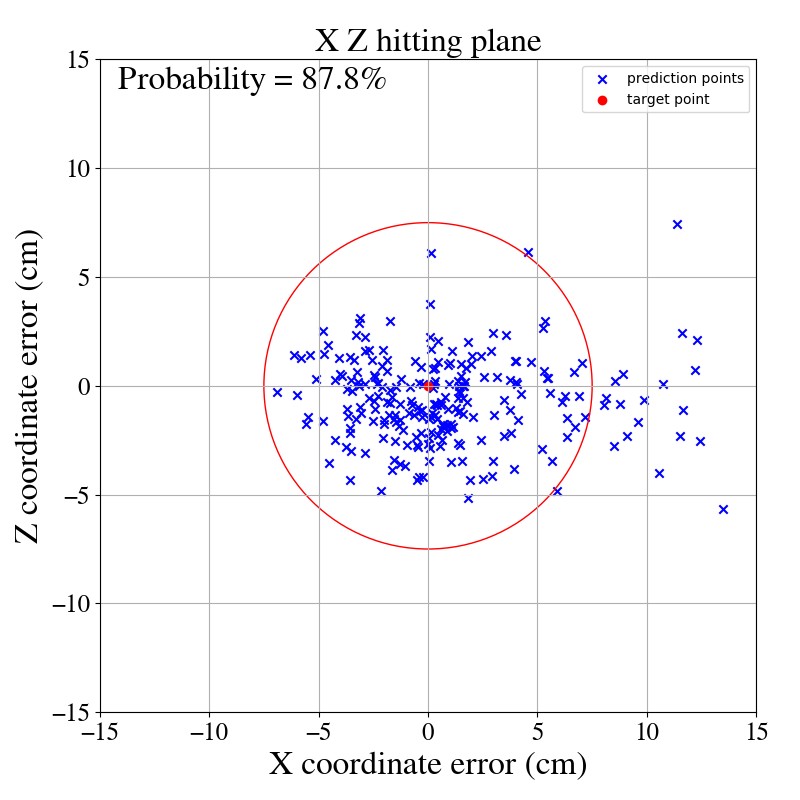 X Z hitting plane
Probability = 87.8%
prediction points
target point
15
10
5
0
−5
−10
−15
Z coordinate error (cm)
−15 −10 −5 0 5 10 15
X coordinate error (cm)